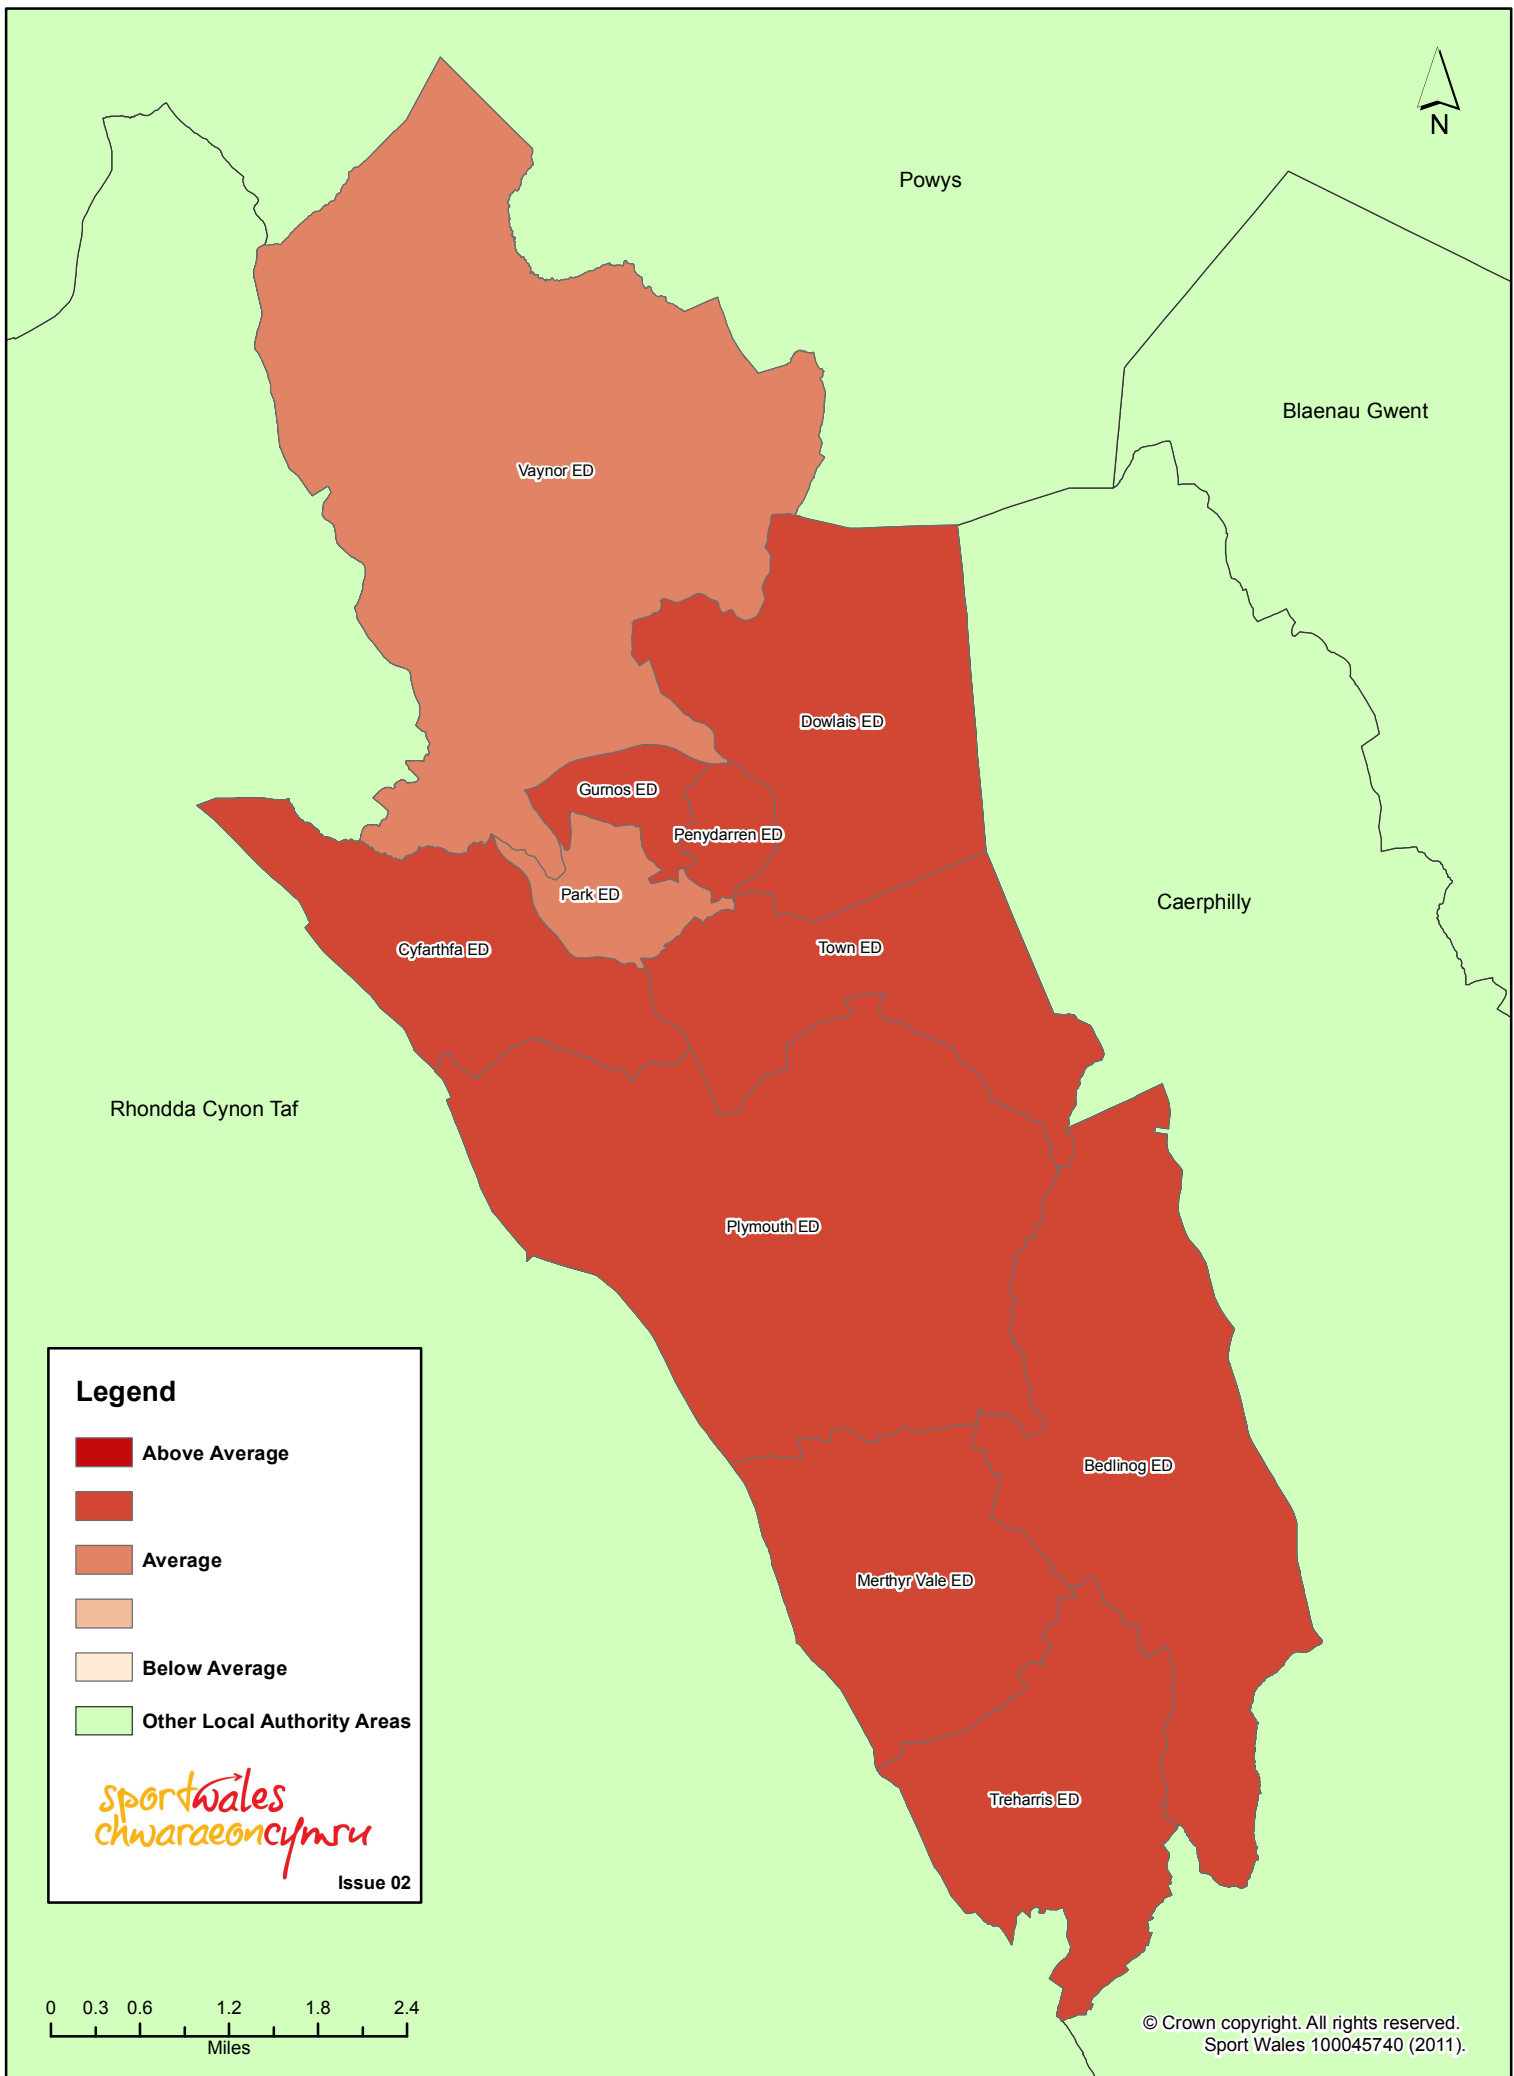 N
Powys
Blaenau Gwent
Vaynor ED
Dowlais ED
Gurnos ED
Penydarren ED
Park ED
Caerphilly
Cyfarthfa ED
Town ED
Rhondda Cynon Taf
Plymouth ED
Bedlinog ED
Merthyr Vale ED
Treharris ED
Legend
Above Average
Average
Below Average
Other Local Authority Areas
sportwales
chwaraeoncymru
Issue 02
0 0.3 0.6 1.2 1.8 2.4
Miles
© Crown copyright. All rights reserved.
Sport Wales 100045740 (2011).